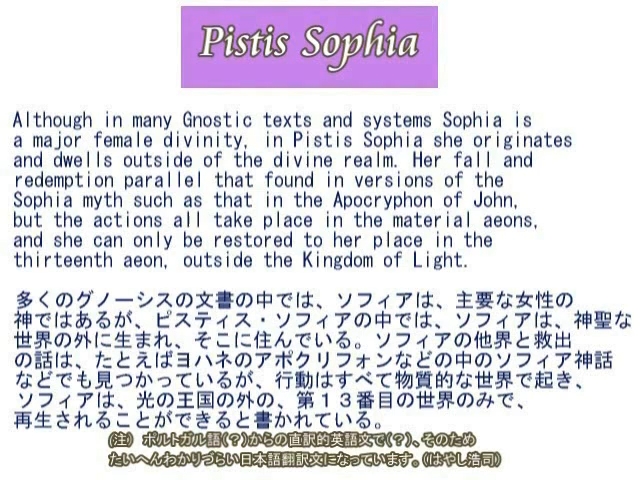 Pistis Sophia
Although in many Gnostic texts and systems Sophia is
a major female divinity, in Pistis Sophia she originates
and dwells outside of the divine realm. Her fall and
redemption parallel that found in versions of the
Sophia myth such as that in the Apocryphon of John,
but the actions all take place in the material aeons,
and she can only be restored to her place in the
thirteenth aeon, outside the Kingdom of Light.
多くのグノーシスの文書の中では、ソフィアは、主要な女性の
神ではあるが、ピスティス・ソフィアの中では、ソフィアは、神聖な
世界の外に生まれ、そこに住んでいる。ソフィアの他界と救出
の話は、たとえばヨハネのアポクリフォンなどの中のソフィア神話
などでも見つかっているが、行動はすべて物質的な世界で起き、
ソフィアは、光の王国の外の、第１３番目の世界のみで、
再生されることができると書かれている。
(注)　ポルトガル語(？)からの直訳的英語文で(？)、そのため
たいへんわかりづらい日本語翻訳文になっています。(はやし浩司)